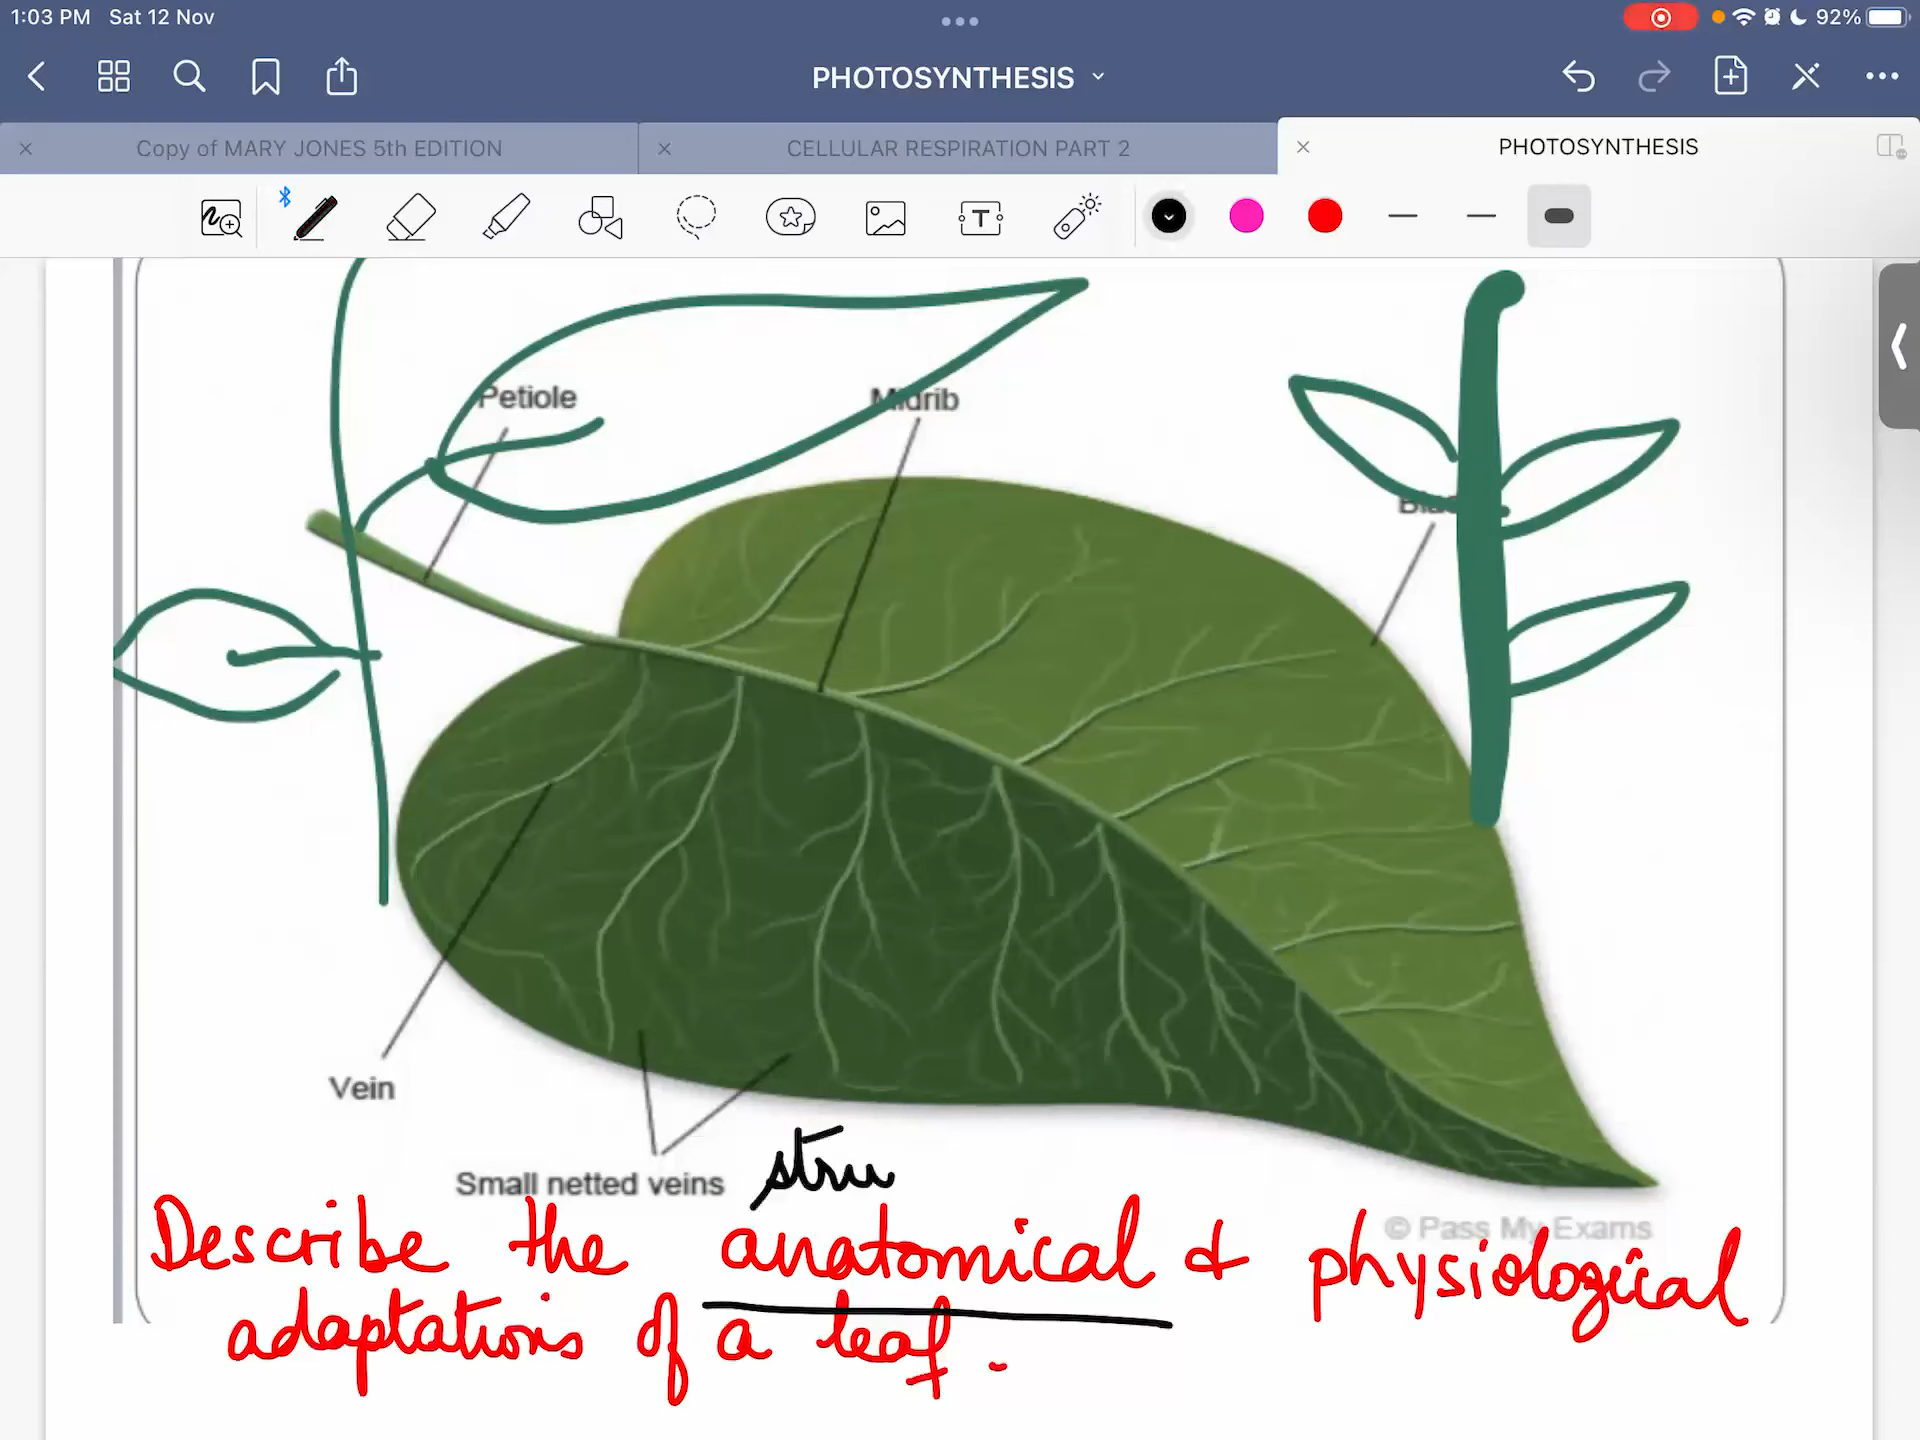 1:03 PM Sat 12 Nov
92%
PHOTOSYNTHESIS
Copy of MARY JONES 5th EDITION
CELLULAR RESPIRATION PART 2
PHOTOSYNTHESIS
T
Petiole
Midrib
Vein
Small netted veins
stru
© Pass My Exams
Describe the anatomical & physiological
adaptations of a leaf.